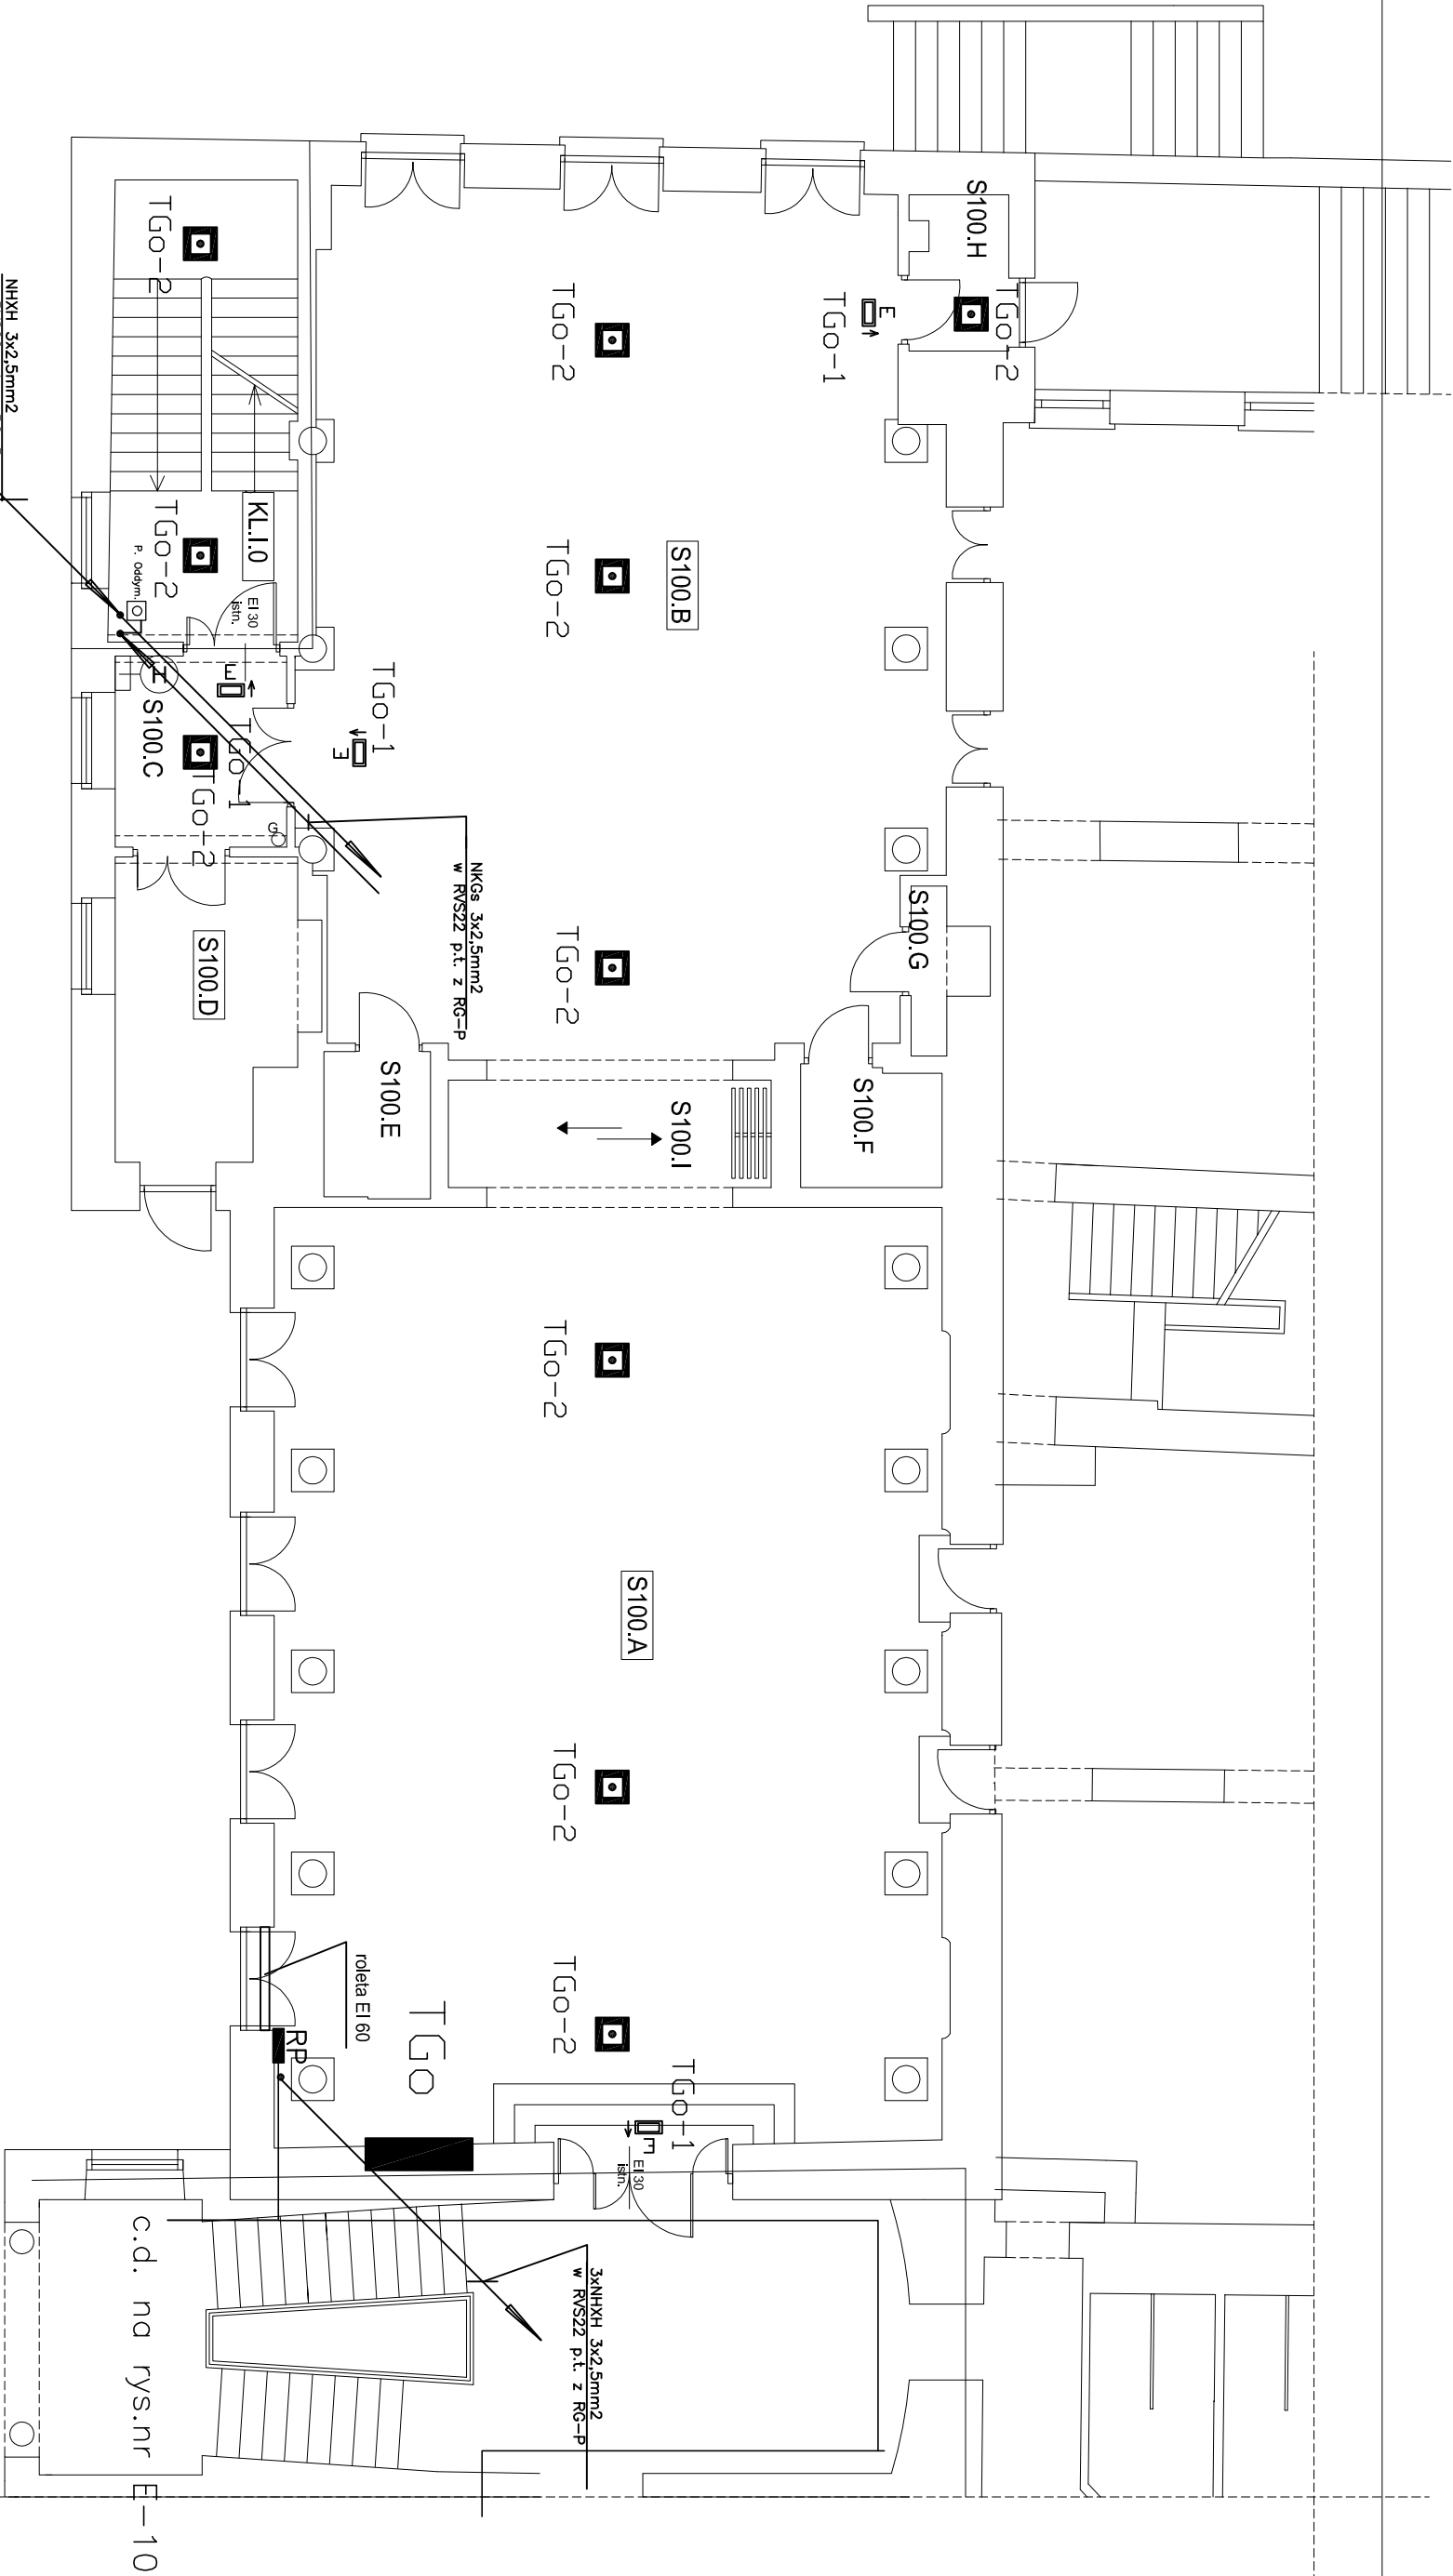 S100.H
TGo-2
E
TGo-1
TGo-2
TGo-2
NHXH 3x2,5mm2
S100.B
TGo-2
KL.I.0
TGo-2
P. Oddym.
EI 30
istn.
TGo-1
E
E
TGo-1
H
S100.C
TGo-2
G
NKGs 3x2,5mm2
w RVS22 p.t. z RG-P
S100.G
TGo-2
S100.D
S100.F
S100.I
S100.E
TGo-2
S100.A
TGo-2
TGo-2
roleta EI 60
RP
TGo
TGo-1
E
EI 30
istn.
3xNHXH 3x2,5mm2
w RVS22 p.t. z RG-P
c.d. na rys.nr E-10